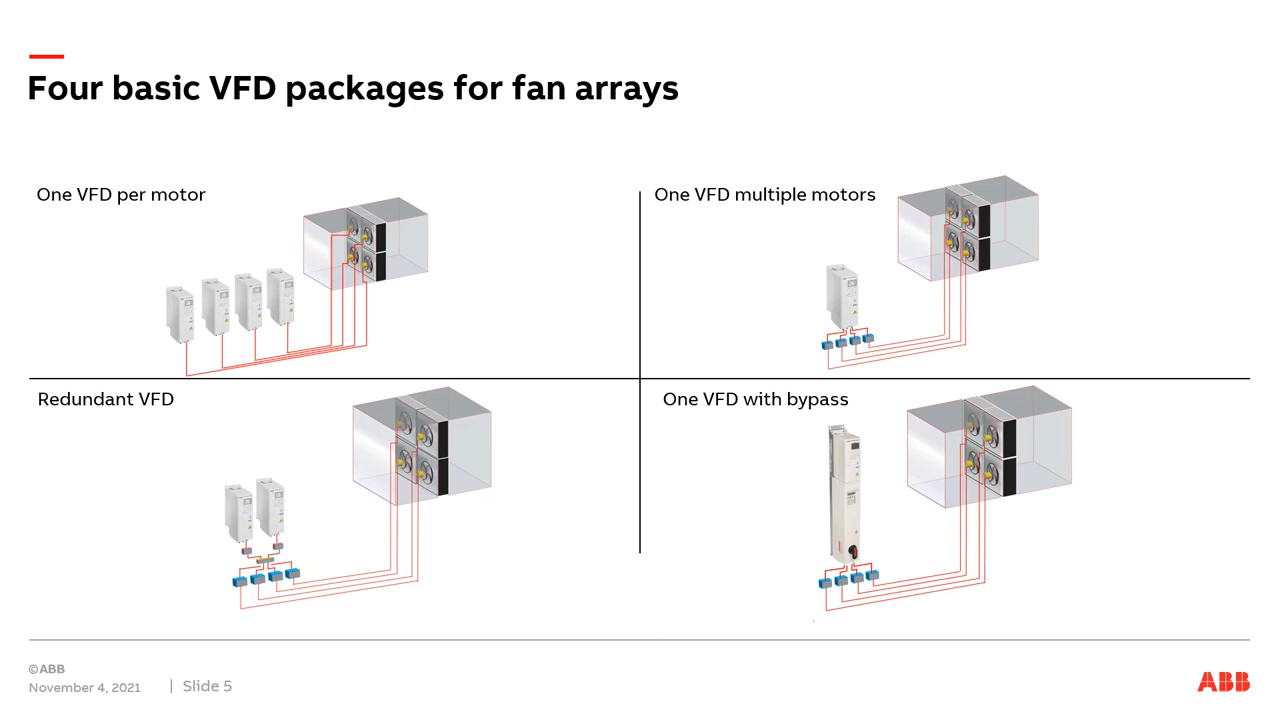 Four basic VFD packages for fan arrays
One VFD per motor
One VFD multiple motors
Redundant VFD
One VFD with bypass
©ABB
November 4, 2021 | Slide 5
ABB